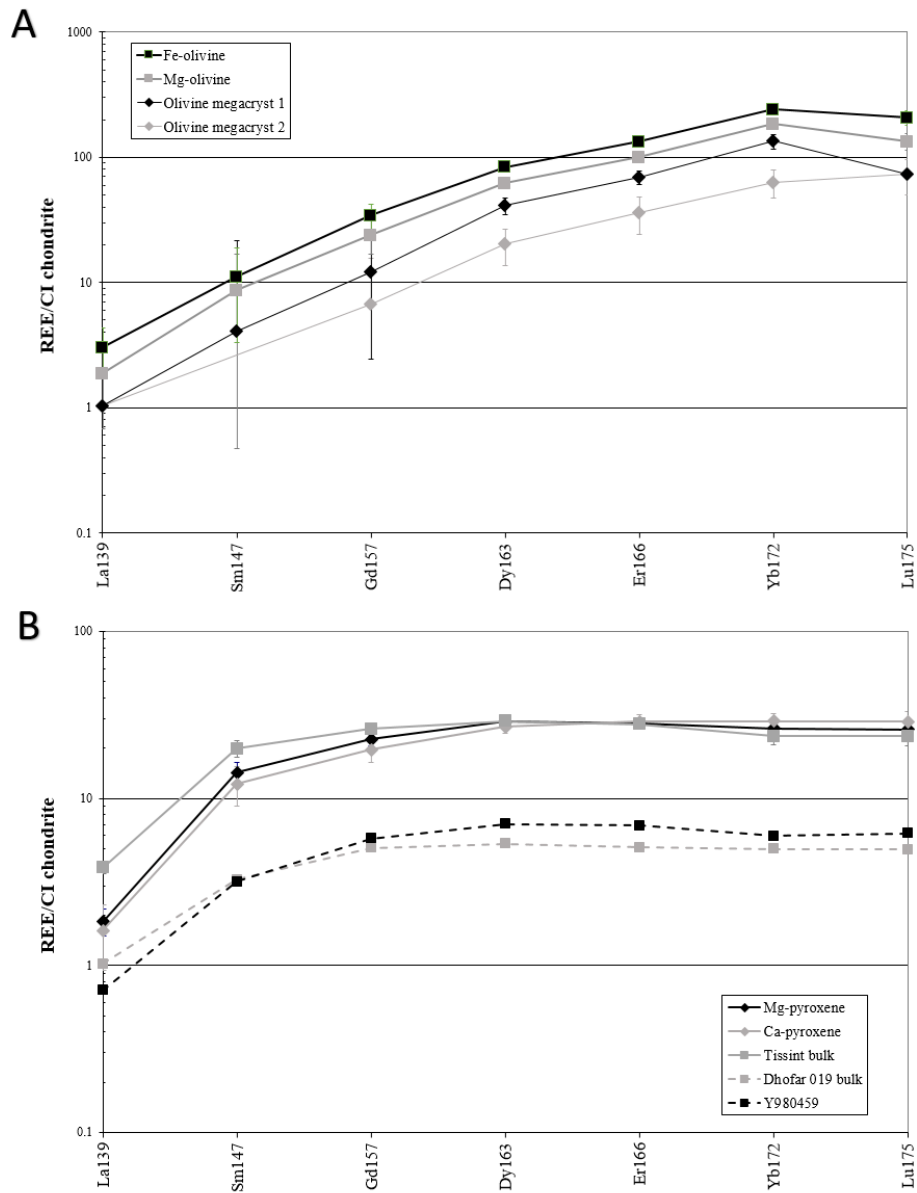 A
1000
100
10
1
0.1
REE/CI chondrite
Fe-olivine
Mg-olivine
Olivine megacryst 1
Olivine megacryst 2
La139
Sm147
Gd157
Dy163
Er166
Yb172
Lu175
B
100
10
1
0.1
REE/CI chondrite
Mg-pyroxene
Ca-pyroxene
Tissint bulk
Dhofar 019 bulk
Y980459
La139
Sm147
Gd157
Dy163
Er166
Yb172
Lu175